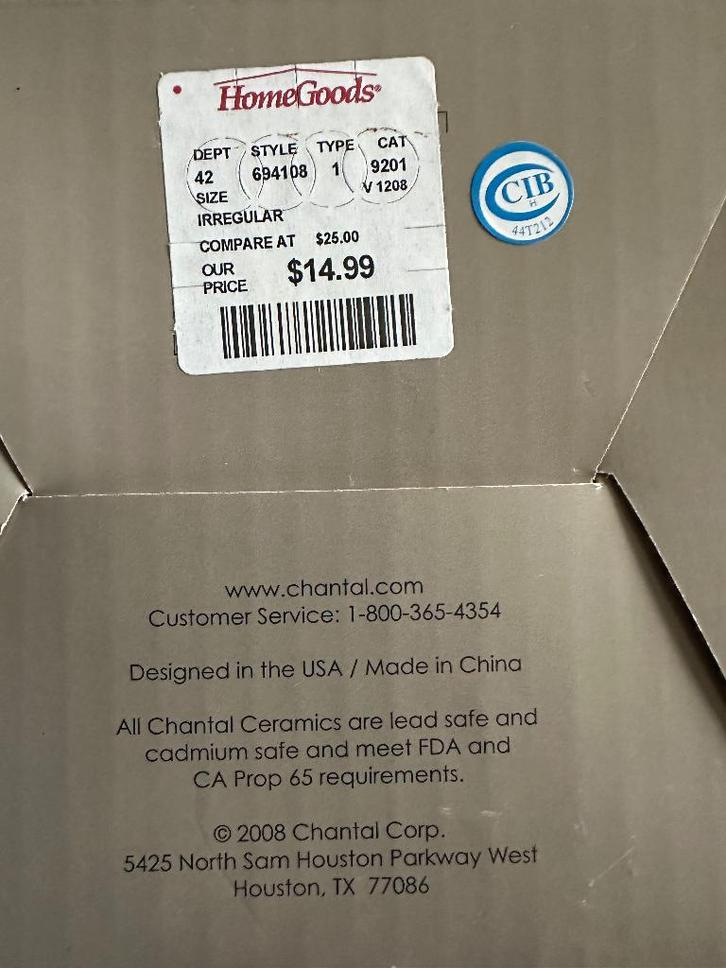 HomeGoods®
DEPT STYLE TYPE CAT
42 694108 1 9201
SIZE V 1208
IRREGULAR
COMPARE AT $25.00
OUR PRICE $14.99
CIB
H
44T212
www.chantal.com
Customer Service: 1-800-365-4354
Designed in the USA / Made in China
All Chantal Ceramics are lead safe and
cadmium safe and meet FDA and
CA Prop 65 requirements.
© 2008 Chantal Corp.
5425 North Sam Houston Parkway West
Houston, TX 77086